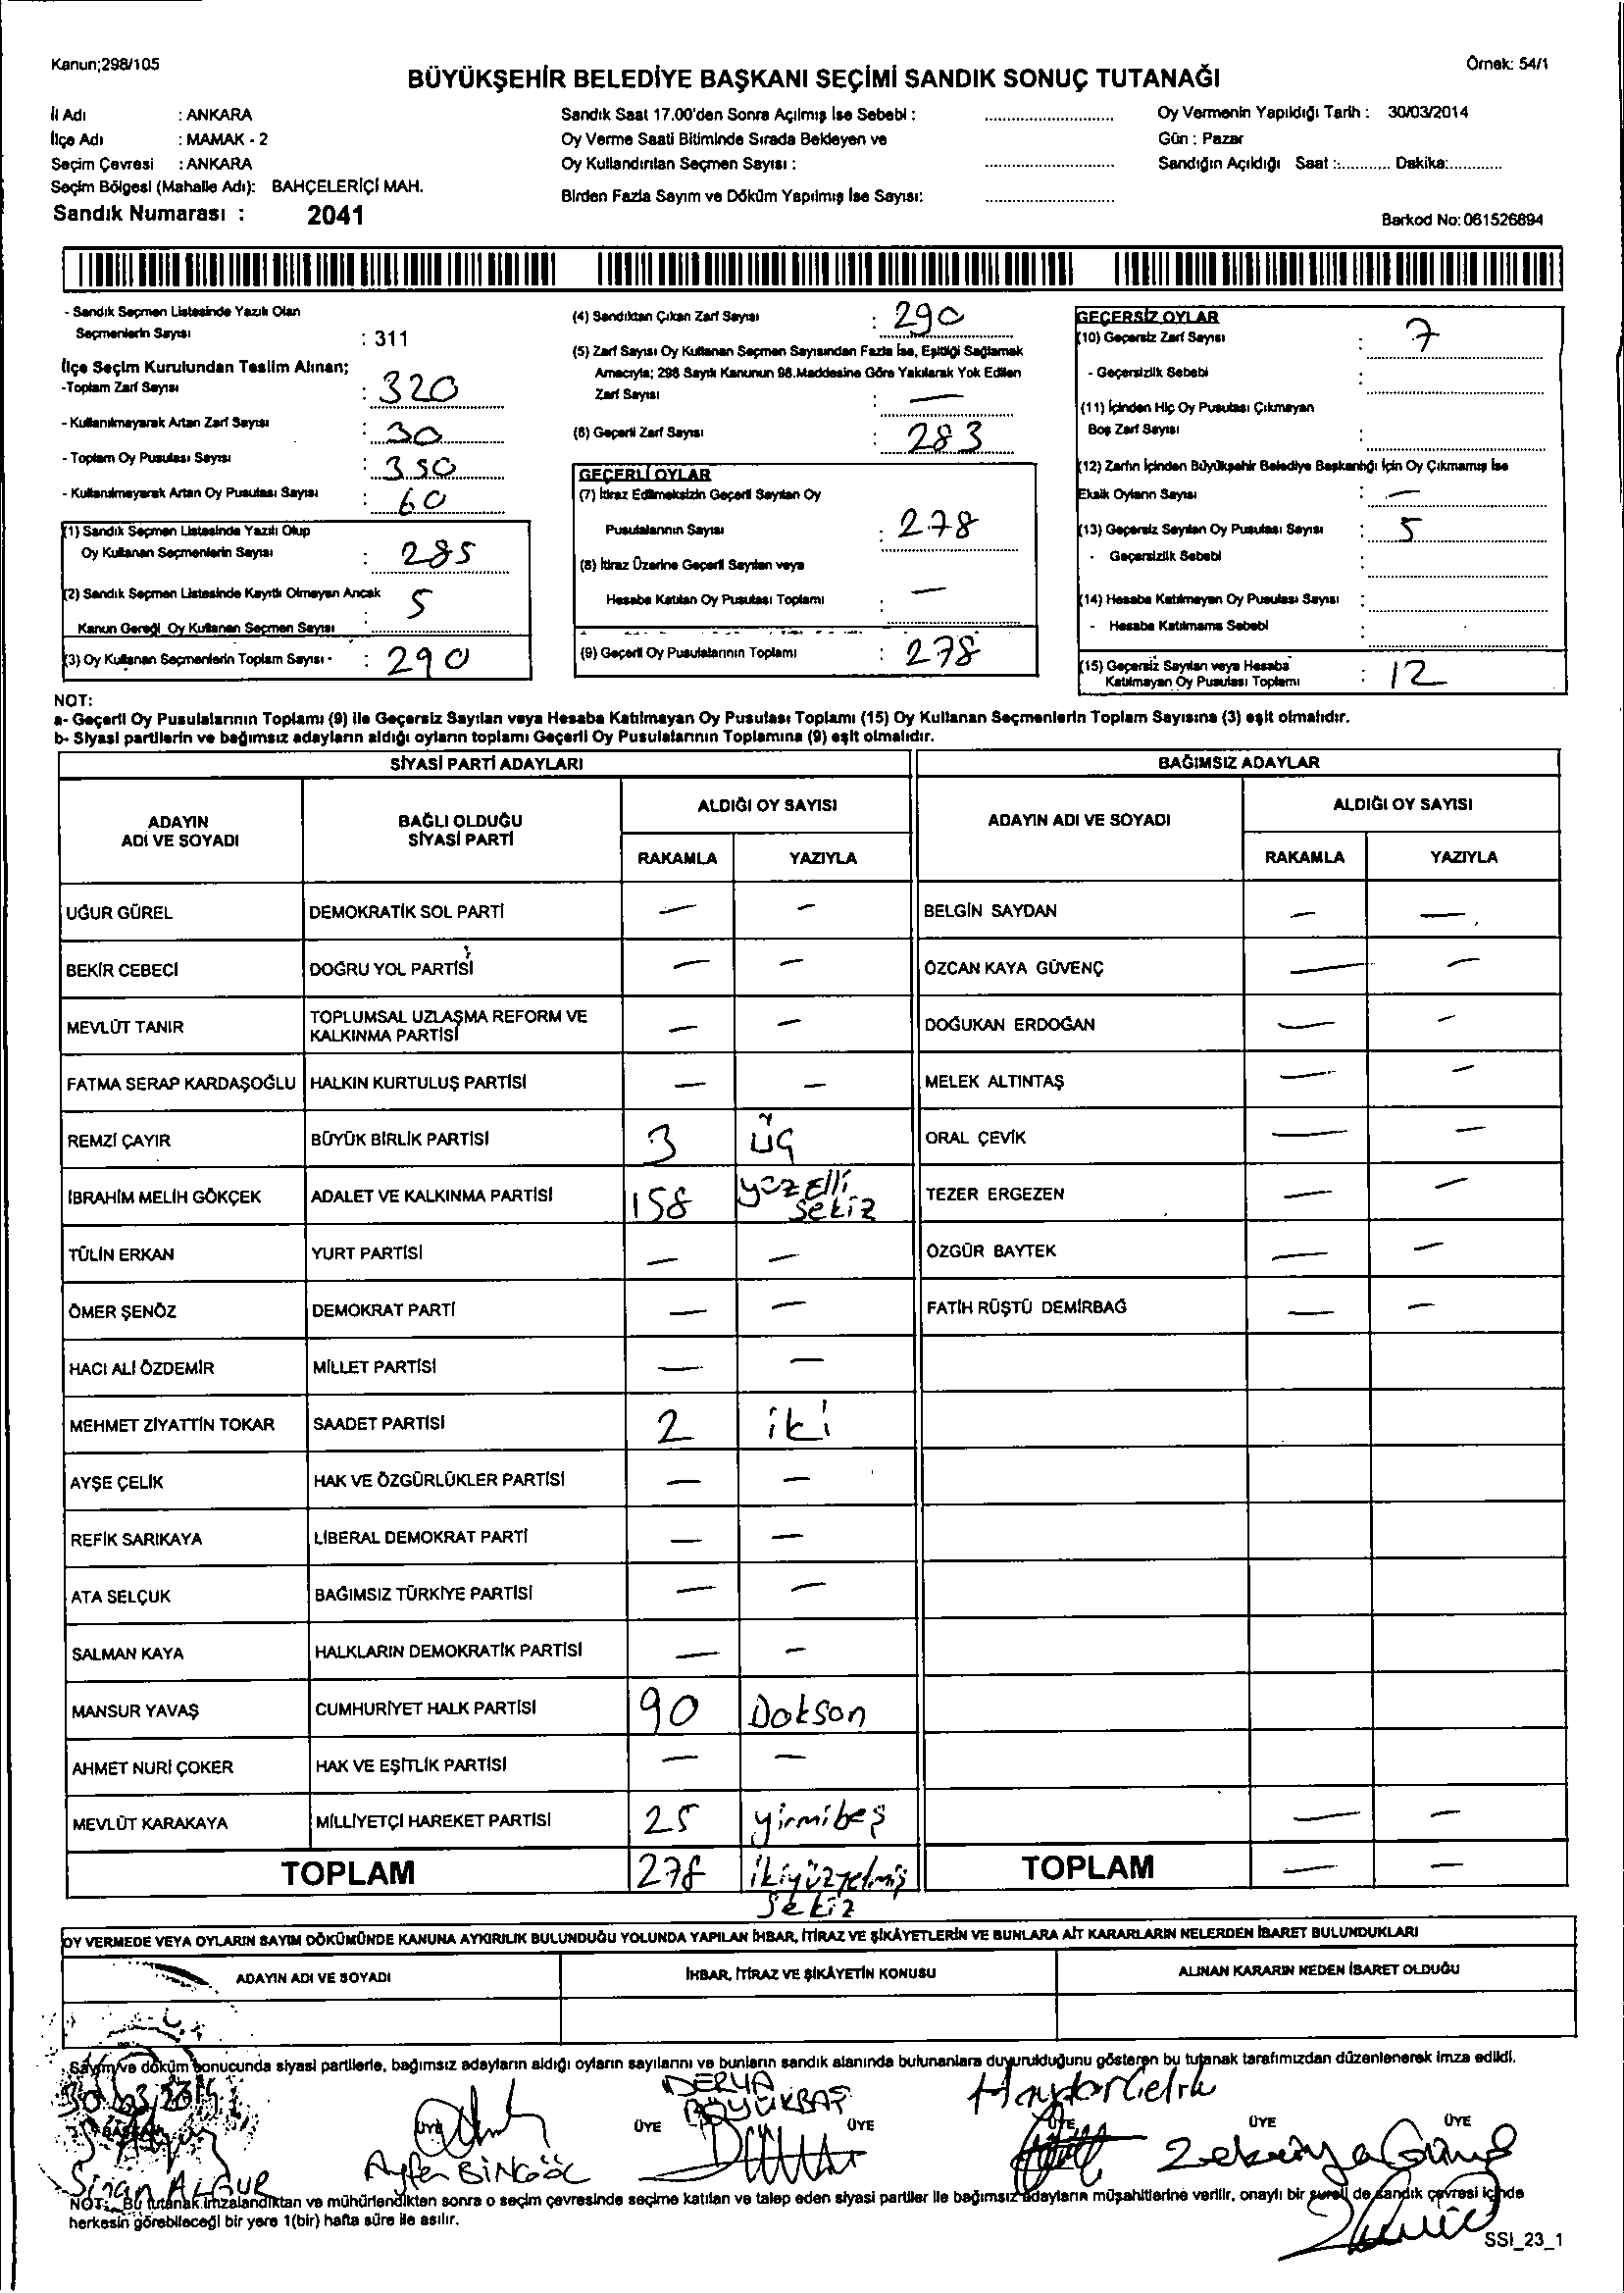 Kanun;298/105
Örnek: 54/1
BÜYÜKŞEHİR BELEDİYE BAŞKANI SEÇİMİ SANDIK SONUÇ TUTANAĞI
İl Adı : ANKARA
İlçe Adı : MAMAK - 2
Seçim Çevresi : ANKARA
Seçim Bölgesi (Mahalle Adı): BAHÇELERİÇİ MAH.
Sandık Numarası : 2041
Sandık Saat 17.00'den Sonra Açılmış İse Sebebi : ..........
Oy Verme Saati Bitiminde Sırada Bekleyen ve
Oy Kullandırılan Seçmen Sayısı : ..........
Birden Fazla Sayım ve Döküm Yapılmış İse Sayısı: ..........
Oy Vermenin Yapıldığı Tarih : 30/03/2014
Gün : Pazar
Sandığın Açıldığı Saat :............ Dakika:............
Barkod No: 061526894
- Sandık Seçmen Listesinde Yazılı Olan
Seçmenlerin Sayısı : 311
İlçe Seçim Kurulundan Teslim Alınan;
-Toplam Zarf Sayısı : 320
- Kullanılmayarak Artan Zarf Sayısı : 30
- Toplam Oy Pusulası Sayısı : 350
- Kullanılmayarak Artan Oy Pusulası Sayısı : 60
(1) Sandık Seçmen Listesinde Yazılı Olup
Oy Kullanan Seçmenlerin Sayısı : 285
(2) Sandık Seçmen Listesinde Kayıtlı Olmayan Ancak
Kanun Gereği Oy Kullanan Seçmen Sayısı : 5
(3) Oy Kullanan Seçmenlerin Toplam Sayısı - : 290
(4) Sandıktan Çıkan Zarf Sayısı : 290
(5) Zarf Sayısı Oy Kullanan Seçmen Sayısından Fazla İse, Eşitliği Sağlamak
Amacıyla; 298 Sayılı Kanunun 98.Maddesine Göre Yakılarak Yok Edilen
Zarf Sayısı : —
(6) Geçerli Zarf Sayısı : 283
GEÇERLİ OYLAR
(7) İtiraz Edilmeksizin Geçerli Sayılan Oy
Pusulalarının Sayısı : 278
(8) İtiraz Üzerine Geçerli Sayılan veya
Hesaba Katılan Oy Pusulası Toplamı : —
(9) Geçerli Oy Pusulalarının Toplamı : 278
GEÇERSİZ OYLAR
(10) Geçersiz Zarf Sayısı : 7
- Geçersizlik Sebebi :
(11) İçinden Hiç Oy Pusulası Çıkmayan
Boş Zarf Sayısı :
(12) Zarfın İçinden Büyükşehir Belediye Başkanlığı İçin Oy Çıkmamış İse
Eksik Oyların Sayısı : —
(13) Geçersiz Sayılan Oy Pusulası Sayısı : 5
- Geçersizlik Sebebi :
(14) Hesaba Katılmayan Oy Pusulası Sayısı :
- Hesaba Katılmama Sebebi :
(15) Geçersiz Sayılan veya Hesaba
Katılmayan Oy Pusulası Toplamı : 12
NOT:
a- Geçerli Oy Pusulalarının Toplamı (9) ile Geçersiz Sayılan veya Hesaba Katılmayan Oy Pusulası Toplamı (15) Oy Kullanan Seçmenlerin Toplam Sayısına (3) eşit olmalıdır.
b- Siyasi partilerin ve bağımsız adayların aldığı oyların toplamı Geçerli Oy Pusulalarının Toplamına (9) eşit olmalıdır.
SİYASİ PARTİ ADAYLARI
ADAYIN ADI VE SOYADI
BAĞLI OLDUĞU SİYASİ PARTİ
ALDIĞI OY SAYISI
RAKAMLA YAZIYLA
UĞUR GÜREL DEMOKRATİK SOL PARTİ — —
BEKİR CEBECİ DOĞRU YOL PARTİSİ — —
MEVLÜT TANIR TOPLUMSAL UZLAŞMA REFORM VE KALKINMA PARTİSİ — —
FATMA SERAP KARDAŞOĞLU HALKIN KURTULUŞ PARTİSİ — —
REMZİ ÇAYIR BÜYÜK BİRLİK PARTİSİ 3 üç
İBRAHİM MELİH GÖKÇEK ADALET VE KALKINMA PARTİSİ 158 yüzelli sekiz
TÜLİN ERKAN YURT PARTİSİ — —
ÖMER ŞENÖZ DEMOKRAT PARTİ — —
HACI ALİ ÖZDEMİR MİLLET PARTİSİ — —
MEHMET ZİYATTİN TOKAR SAADET PARTİSİ 2 iki
AYŞE ÇELİK HAK VE ÖZGÜRLÜKLER PARTİSİ — —
REFİK SARIKAYA LİBERAL DEMOKRAT PARTİ — —
ATA SELÇUK BAĞIMSIZ TÜRKİYE PARTİSİ — —
SALMAN KAYA HALKLARIN DEMOKRATİK PARTİSİ — —
MANSUR YAVAŞ CUMHURİYET HALK PARTİSİ 90 Dokson
AHMET NURİ ÇOKER HAK VE EŞİTLİK PARTİSİ — —
MEVLÜT KARAKAYA MİLLİYETÇİ HAREKET PARTİSİ 25 yirmibeş
TOPLAM 278 ikiyüzyetmiş sekiz
BAĞIMSIZ ADAYLAR
ADAYIN ADI VE SOYADI
ALDIĞI OY SAYISI
RAKAMLA YAZIYLA
BELGİN SAYDAN — —
ÖZCAN KAYA GÜVENÇ — —
DOĞUKAN ERDOĞAN — —
MELEK ALTINTAŞ — —
ORAL ÇEVİK — —
TEZER ERGEZEN — —
ÖZGÜR BAYTEK — —
FATİH RÜŞTÜ DEMİRBAĞ — —
— —
TOPLAM — —
OY VERMEDE VEYA OYLARIN SAYIM DÖKÜMÜNDE KANUNA AYKIRILIK BULUNDUĞU YOLUNDA YAPILAN İHBAR, İTİRAZ VE ŞİKÂYETLERİN VE BUNLARA AİT KARARLARIN NELERDEN İBARET BULUNDUKLARI
ADAYIN ADI VE SOYADI
İHBAR, İTİRAZ VE ŞİKÂYETİN KONUSU
ALINAN KARARIN NEDEN İBARET OLDUĞU
Sayım ve döküm sonucunda siyasi partilerle, bağımsız adayların aldığı oyların sayılarını ve bunların sandık alanında bulunanlara duyurulduğunu gösteren bu tutanak tarafımızdan düzenlenerek imza edildi.
30.03.2014
BAŞKAN
Sinan ALGUR
ÜYE
Ayfer BİNGÖL
ÜYE
DERYA
BÜYÜKBAŞ
ÜYE
Haydar Çelik
ÜYE
ÜYE
Zekeriya
ÜYE
NOT: Bu tutanak imzalandıktan ve mühürlendikten sonra o seçim çevresinde seçime katılan ve talep eden siyasi partiler ile bağımsız adayların müşahitlerine verilir, onaylı bir sureti de sandık çevresi içinde
herkesin görebileceği bir yere 1(bir) hafta süre ile asılır.
SSI_23_1